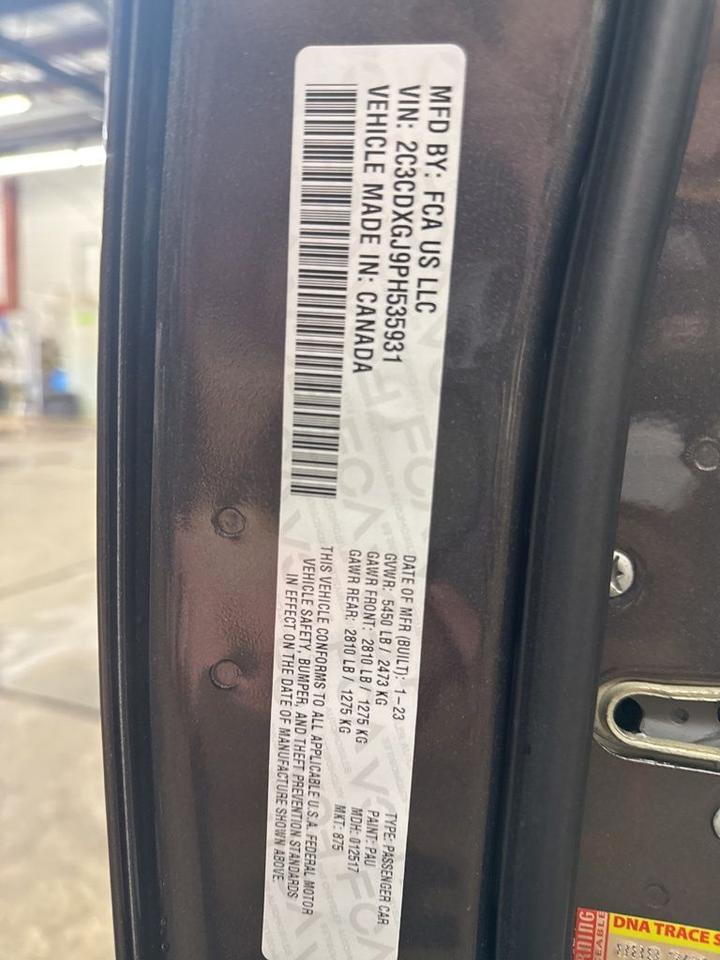 MFD BY: FCA US LLC
VIN: 2C3CDXGJ9PH535931
VEHICLE MADE IN: CANADA
DATE OF MFR (BUILT): 1-23
GVWR: 5450 LB / 2473 KG
GAWR FRONT: 2810 LB / 1275 KG
GAWR REAR: 2810 LB / 1275 KG
TYPE: PASSENGER CAR
PAINT: PAU
MDH: 012517
MKT: 875
THIS VEHICLE CONFORMS TO ALL APPLICABLE U.S.A. FEDERAL MOTOR
VEHICLE SAFETY, BUMPER, AND THEFT PREVENTION STANDARDS
IN EFFECT ON THE DATE OF MANUFACTURE SHOWN ABOVE.
DNA TRACE